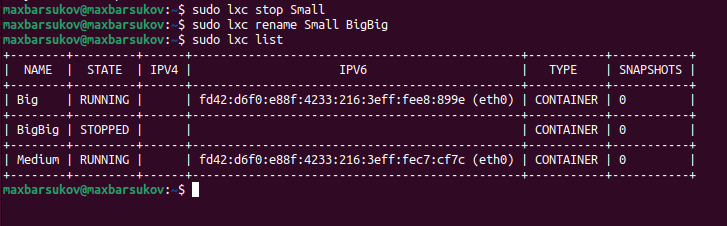 maxbarsukov@maxbarsukov:~$ sudo lxc stop Small
maxbarsukov@maxbarsukov:~$ sudo lxc rename Small BigBig
maxbarsukov@maxbarsukov:~$ sudo lxc list
+--------+---------+------+-----------------------------------------------+-----------+-----------+
|  NAME  |  STATE  | IPV4 |                     IPV6                      |   TYPE    | SNAPSHOTS |
+--------+---------+------+-----------------------------------------------+-----------+-----------+
| Big    | RUNNING |      | fd42:d6f0:e88f:4233:216:3eff:fee8:899e (eth0) | CONTAINER | 0         |
+--------+---------+------+-----------------------------------------------+-----------+-----------+
| BigBig | STOPPED |      |                                               | CONTAINER | 0         |
+--------+---------+------+-----------------------------------------------+-----------+-----------+
| Medium | RUNNING |      | fd42:d6f0:e88f:4233:216:3eff:fec7:cf7c (eth0) | CONTAINER | 0         |
+--------+---------+------+-----------------------------------------------+-----------+-----------+
maxbarsukov@maxbarsukov:~$